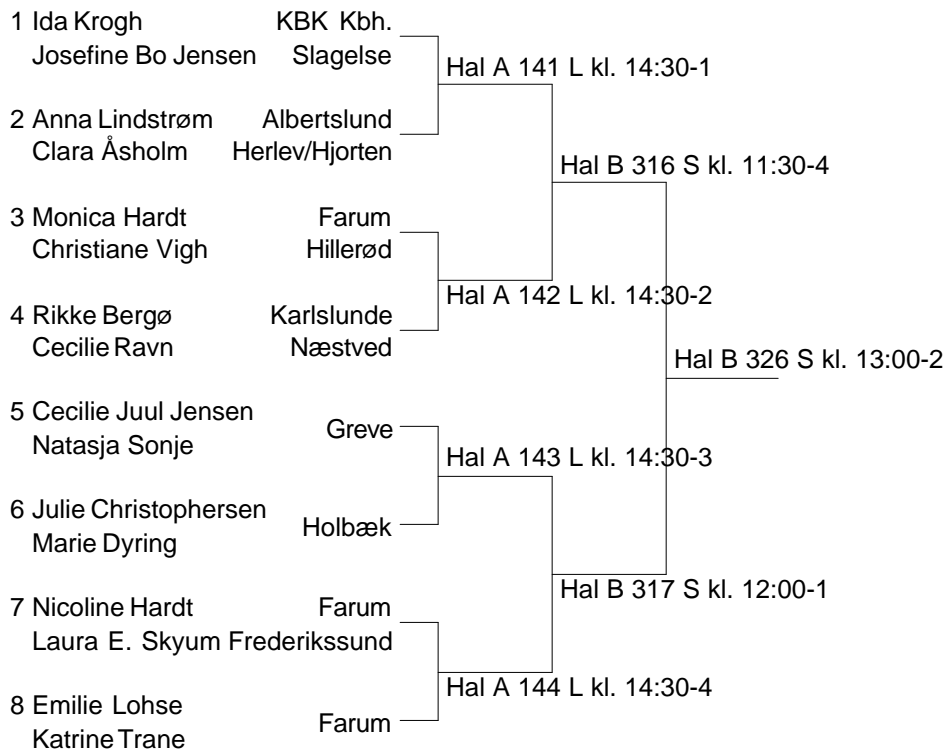 1 Ida Krogh KBK Kbh.
Josefine Bo Jensen Slagelse
Hal A 141 L kl. 14:30-1
2 Anna Lindstrøm Albertslund
Clara Åsholm Herlev/Hjorten
Hal B 316 S kl. 11:30-4
3 Monica Hardt Farum
Christiane Vigh Hillerød
Hal A 142 L kl. 14:30-2
4 Rikke Bergø Karlslunde
Cecilie Ravn Næstved
Hal B 326 S kl. 13:00-2
5 Cecilie Juul Jensen
Greve
Natasja Sonje
Hal A 143 L kl. 14:30-3
6 Julie Christophersen
Holbæk
Marie Dyring
Hal B 317 S kl. 12:00-1
7 Nicoline Hardt Farum
Laura E. Skyum Frederikssund
Hal A 144 L kl. 14:30-4
8 Emilie Lohse
Farum
Katrine Trane